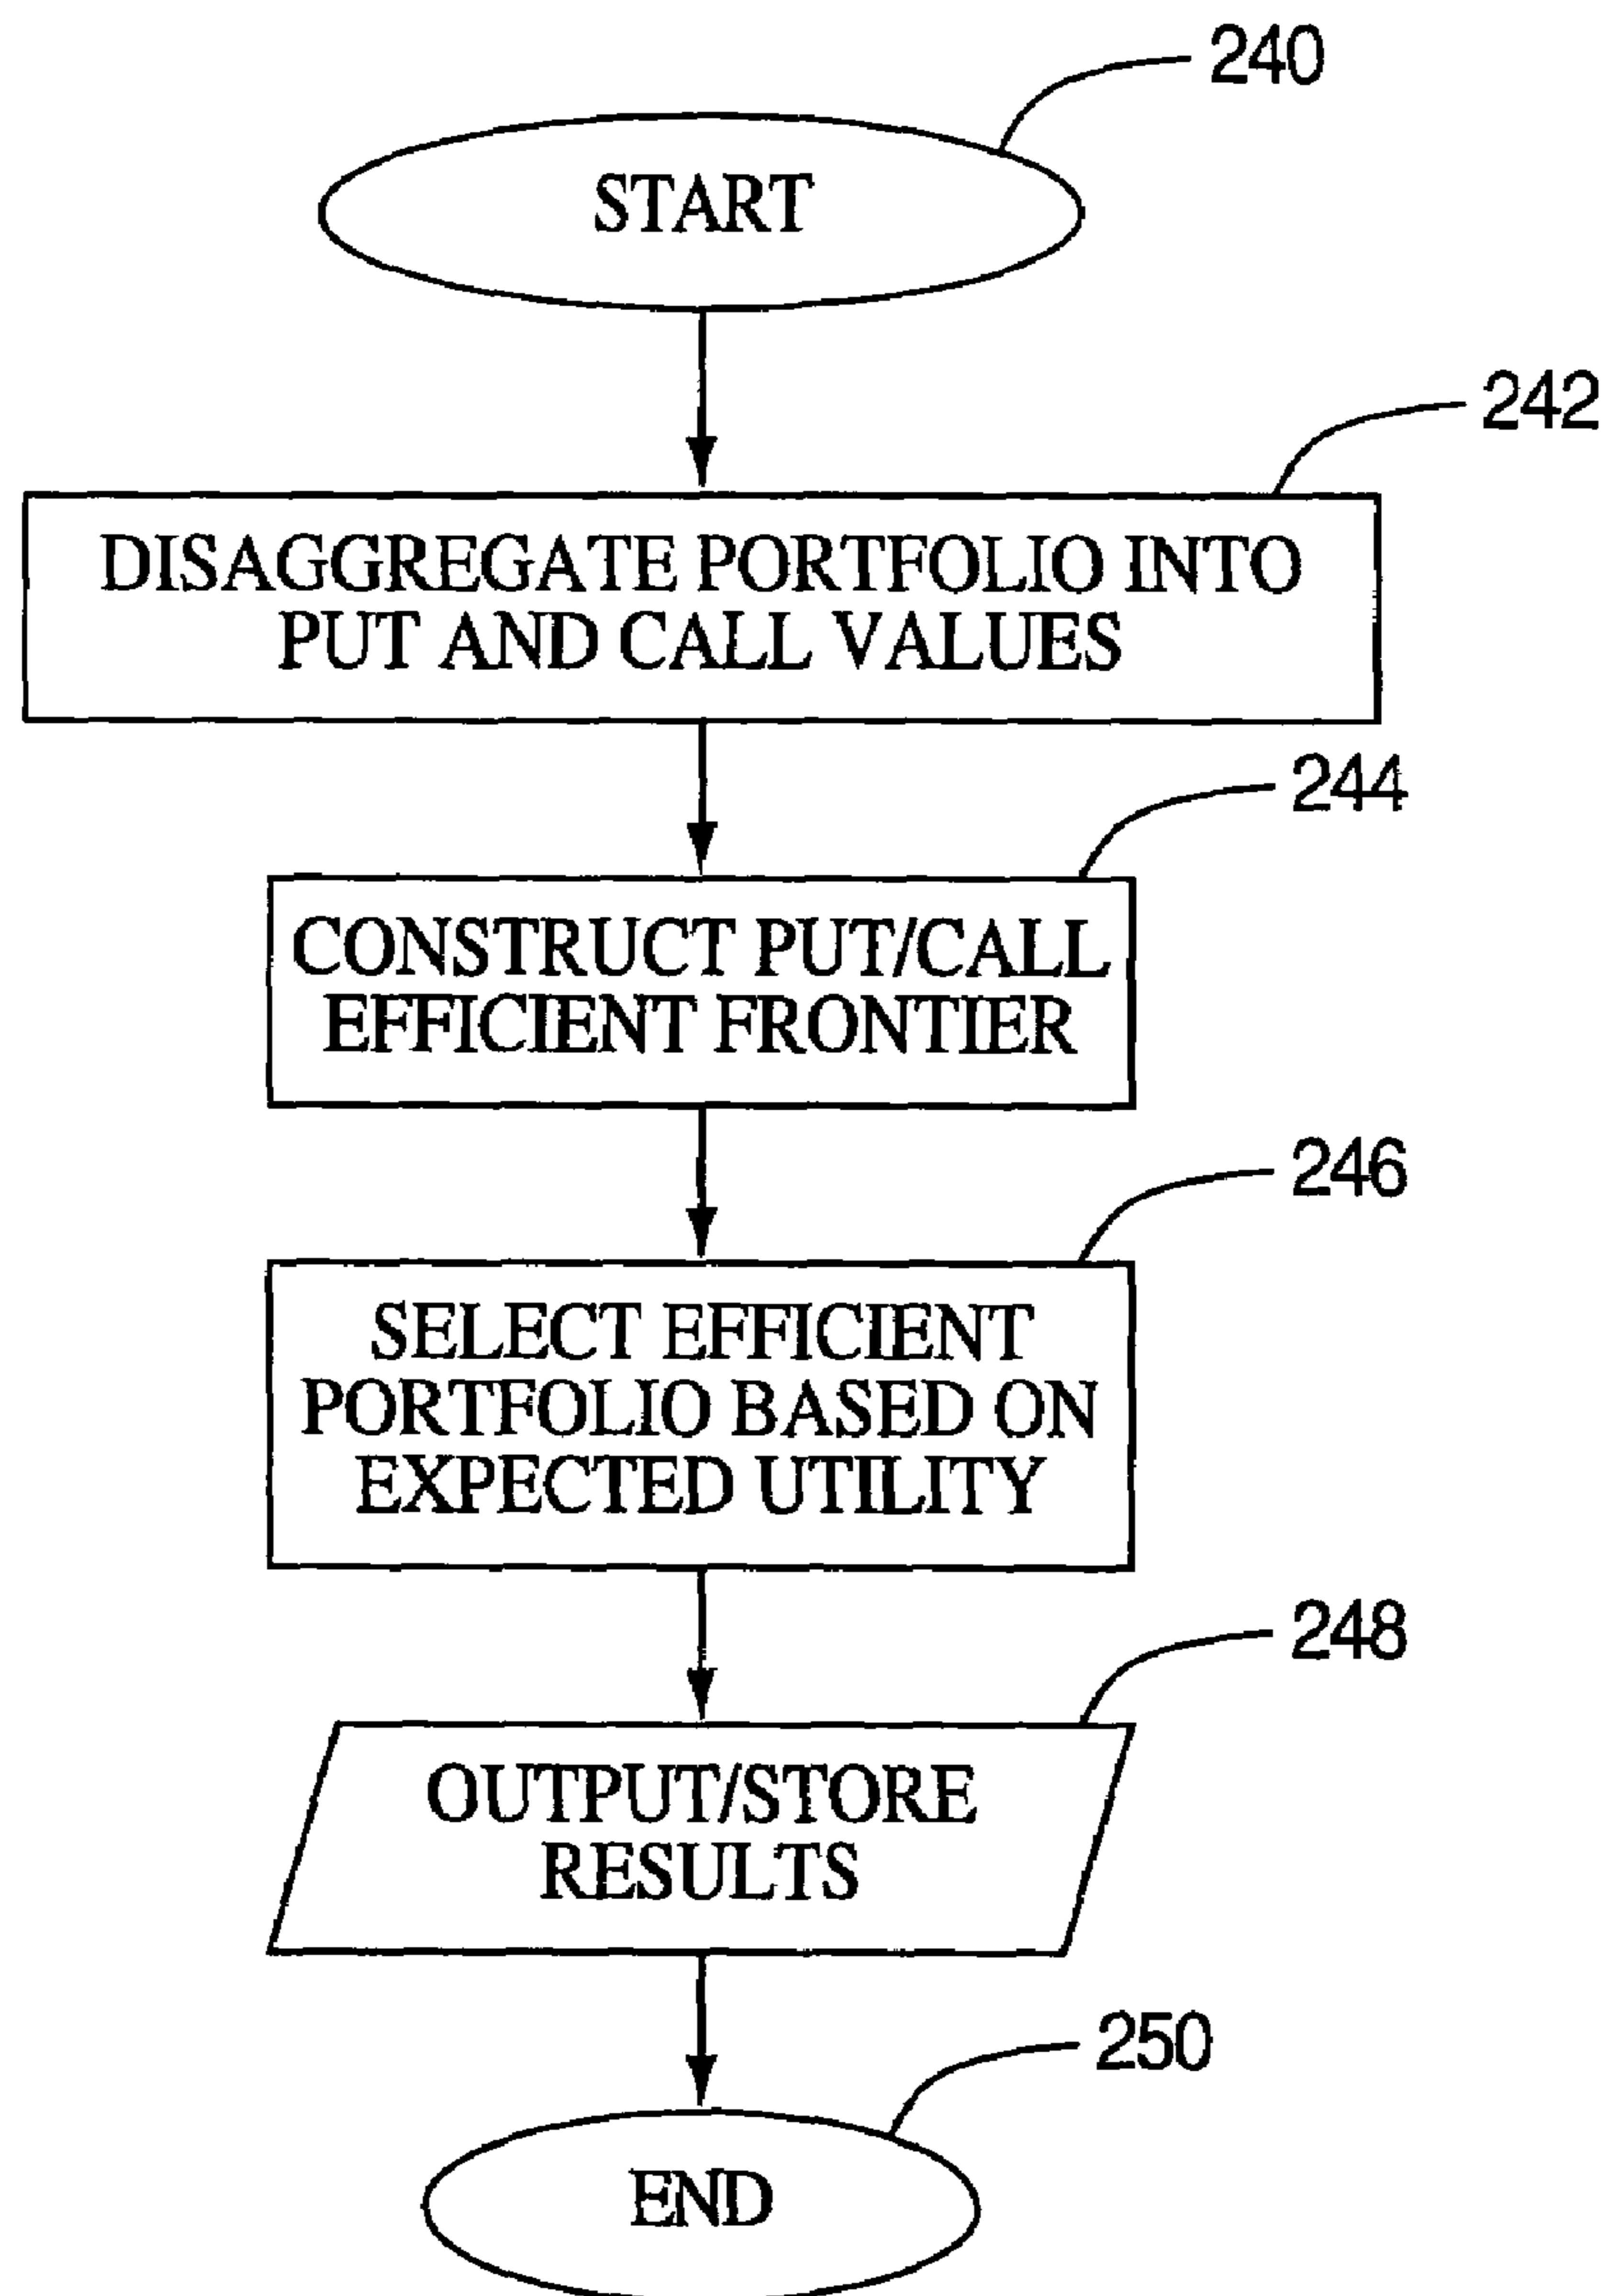 240
START
242
DISAGGREGATE PORTFOLIO INTO
PUT AND CALL VALUES
244
CONSTRUCT PUT/CALL
EFFICIENT FRONTIER
246
SELECT EFFICIENT
PORTFOLIO BASED ON
EXPECTED UTILITY
248
OUTPUT/STORE
RESULTS
250
END